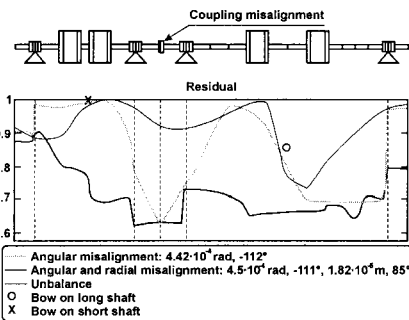 Coupling misalignment
Residual
1
.9
.8
.7
.6
Angular misalignment: 4.42·10⁻⁴ rad, -112°
Angular and radial misalignment: 4.5·10⁻⁴ rad, -111°, 1.82·10⁻⁵m, 85°
Unbalance
O Bow on long shaft
X Bow on short shaft